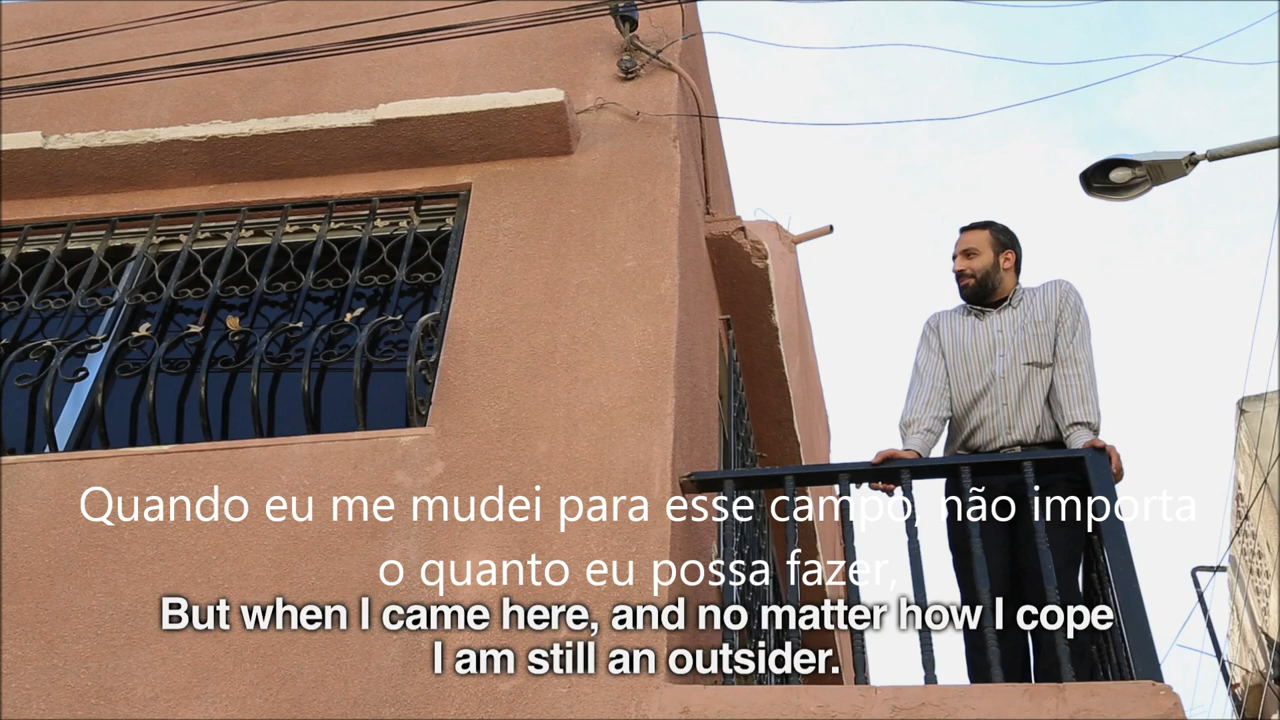 Quando eu me mudei para esse campo, não importa
o quanto eu possa fazer,
But when I came here, and no matter how I cope
I am still an outsider.